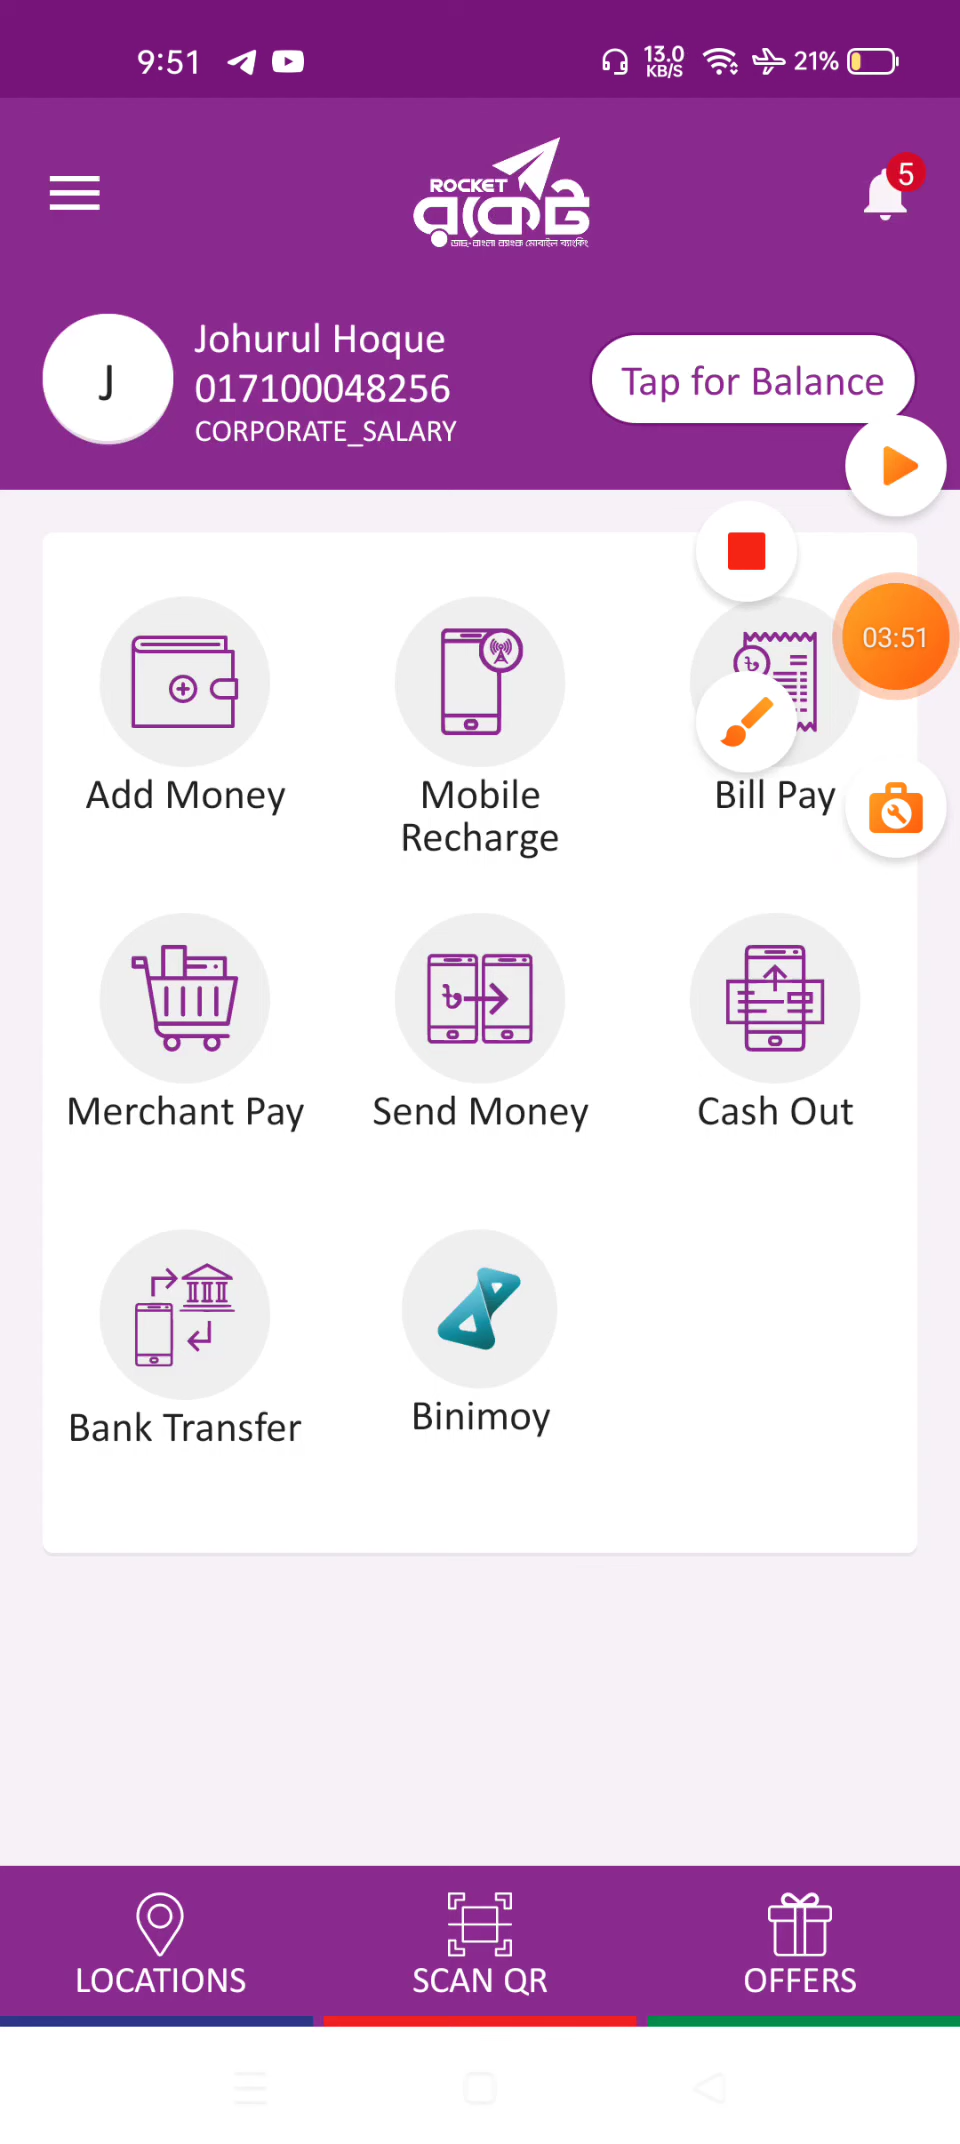 9:51
13.0
KB/S
21%
ROCKET
রকেট
ডাচ্-বাংলা ব্যাংক মোবাইল ব্যাংকিং
5
J
Johurul Hoque
017100048256
CORPORATE_SALARY
Tap for Balance
03:51
Add Money
Mobile
Recharge
Bill Pay
Merchant Pay
Send Money
Cash Out
Bank Transfer
Binimoy
LOCATIONS
SCAN QR
OFFERS